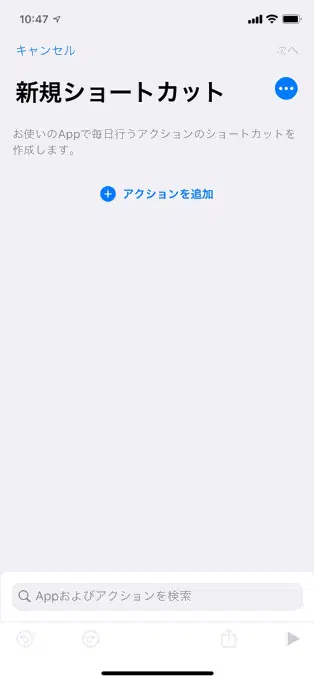 10:47
キャンセル
次へ
新規ショートカット
お使いのAppで毎日行うアクションのショートカットを
作成します。
アクションを追加
Appおよびアクションを検索